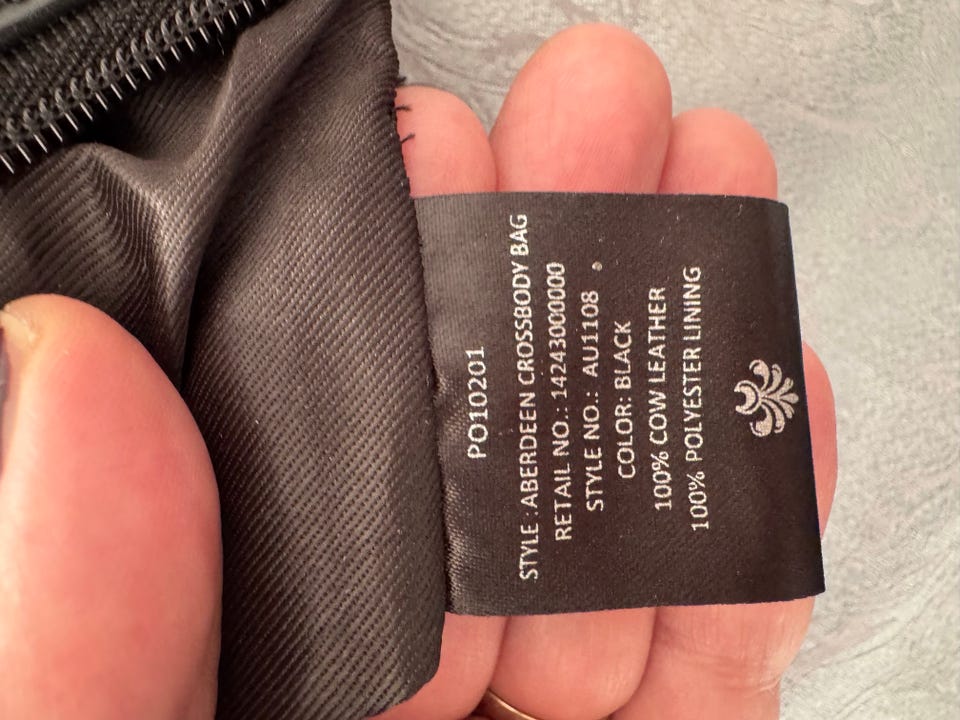 PO10201
STYLE : ABERDEEN CROSSBODY BAG
RETAIL NO.: 14243000000
STYLE NO.: AU1108
COLOR: BLACK
100% COW LEATHER
100% POLYESTER LINING